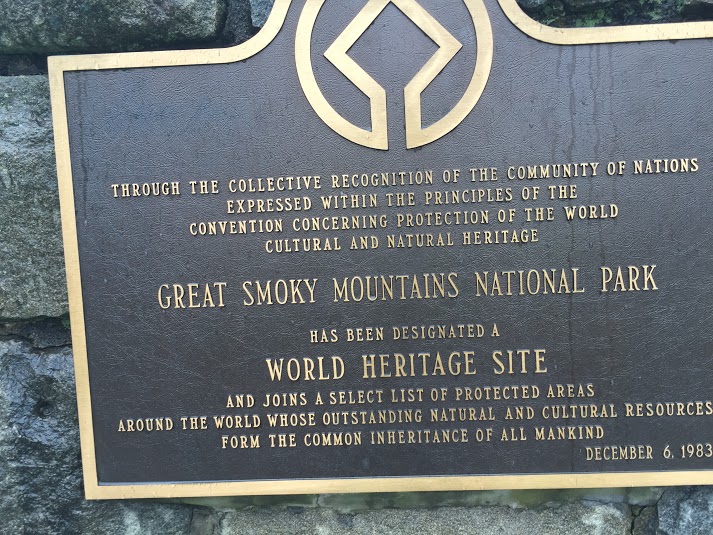 THROUGH THE COLLECTIVE RECOGNITION OF THE COMMUNITY OF NATIONS
EXPRESSED WITHIN THE PRINCIPLES OF THE
CONVENTION CONCERNING PROTECTION OF THE WORLD
CULTURAL AND NATURAL HERITAGE
GREAT SMOKY MOUNTAINS NATIONAL PARK
HAS BEEN DESIGNATED A
WORLD HERITAGE SITE
AND JOINS A SELECT LIST OF PROTECTED AREAS
AROUND THE WORLD WHOSE OUTSTANDING NATURAL AND CULTURAL RESOURCES
FORM THE COMMON INHERITANCE OF ALL MANKIND
DECEMBER 6, 1983